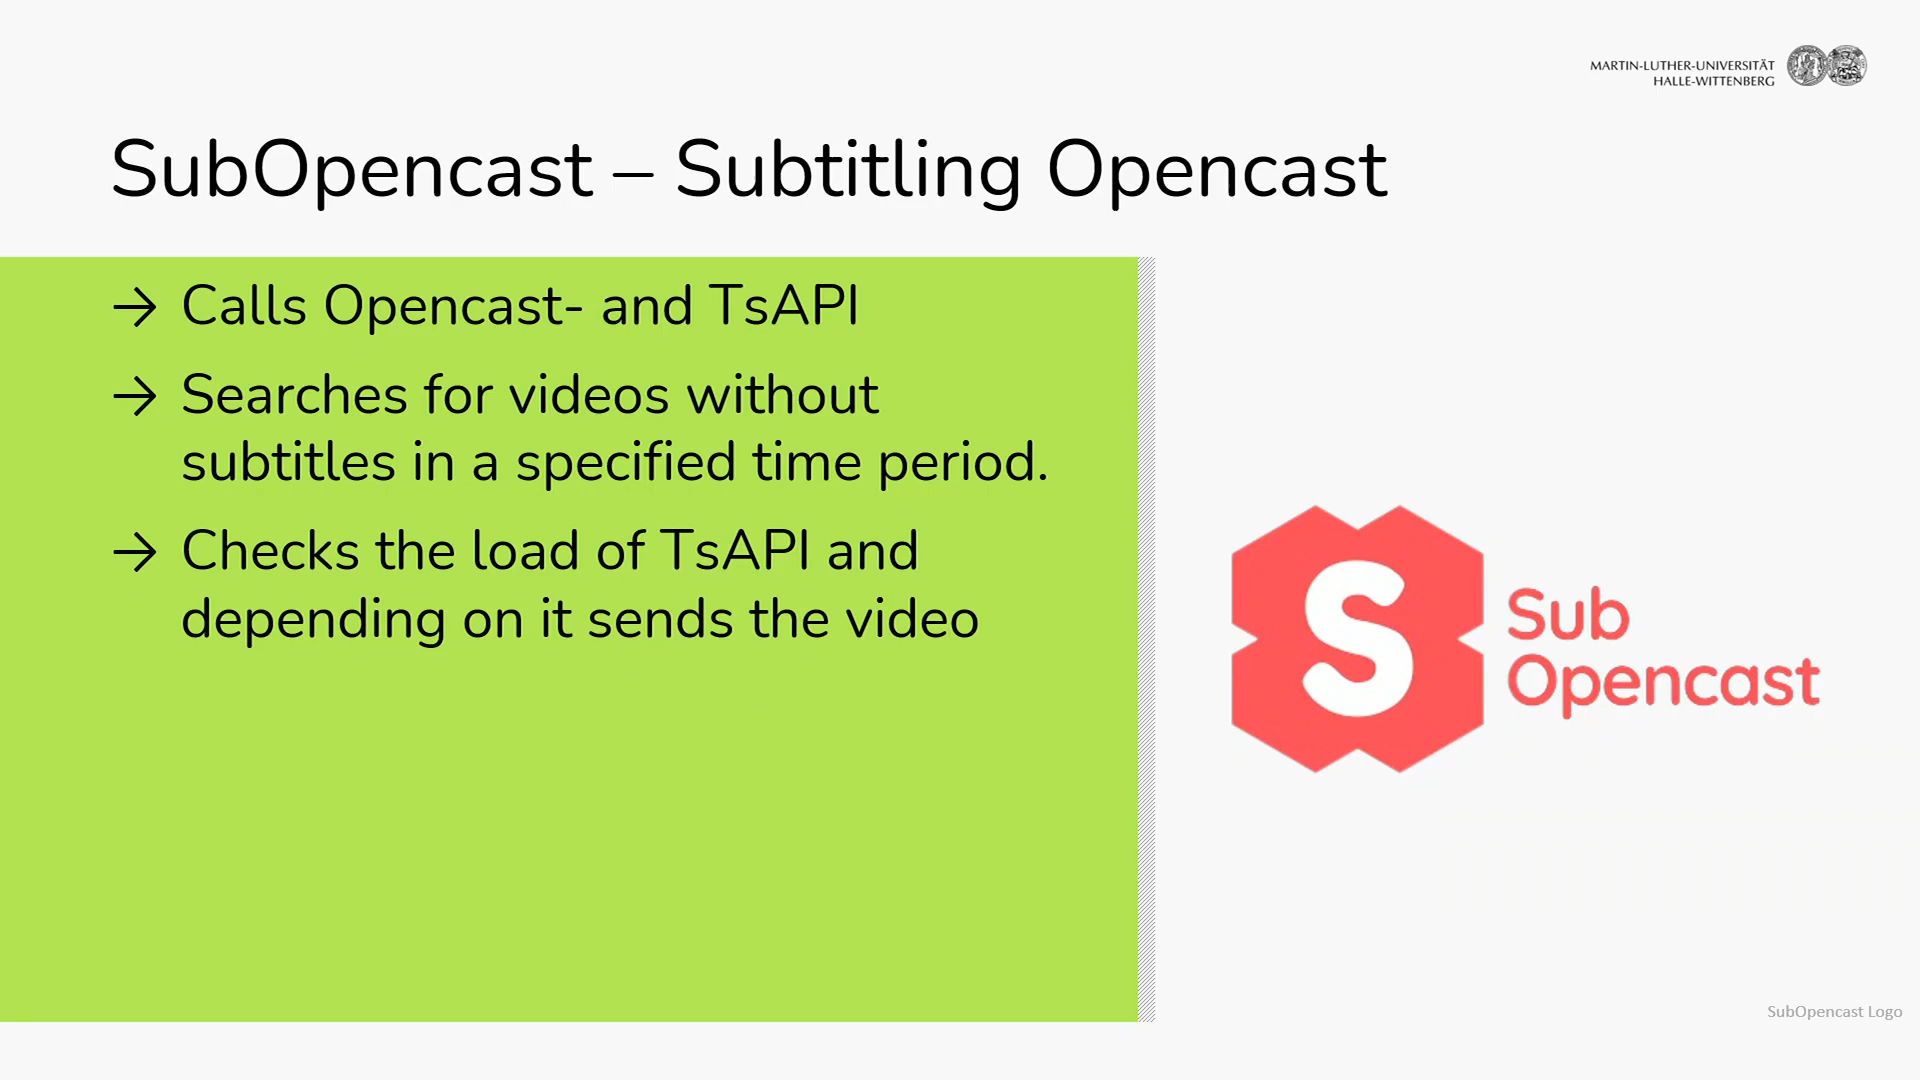 MARTIN-LUTHER-UNIVERSITÄT
HALLE-WITTENBERG
SubOpencast – Subtitling Opencast
→ Calls Opencast- and TsAPI
→ Searches for videos without
subtitles in a specified time period.
→ Checks the load of TsAPI and
depending on it sends the video
S
Sub
Opencast
SubOpencast Logo